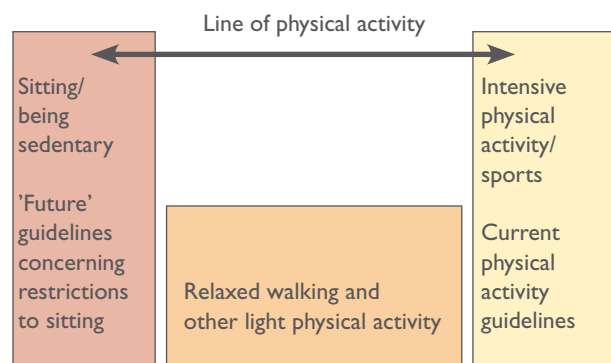 Line of physical activity
Sitting/
being
sedentary
’Future’
guidelines
concerning
restrictions
to sitting
Relaxed walking and
other light physical activity
Intensive
physical
activity/
sports
Current
physical
activity
guidelines